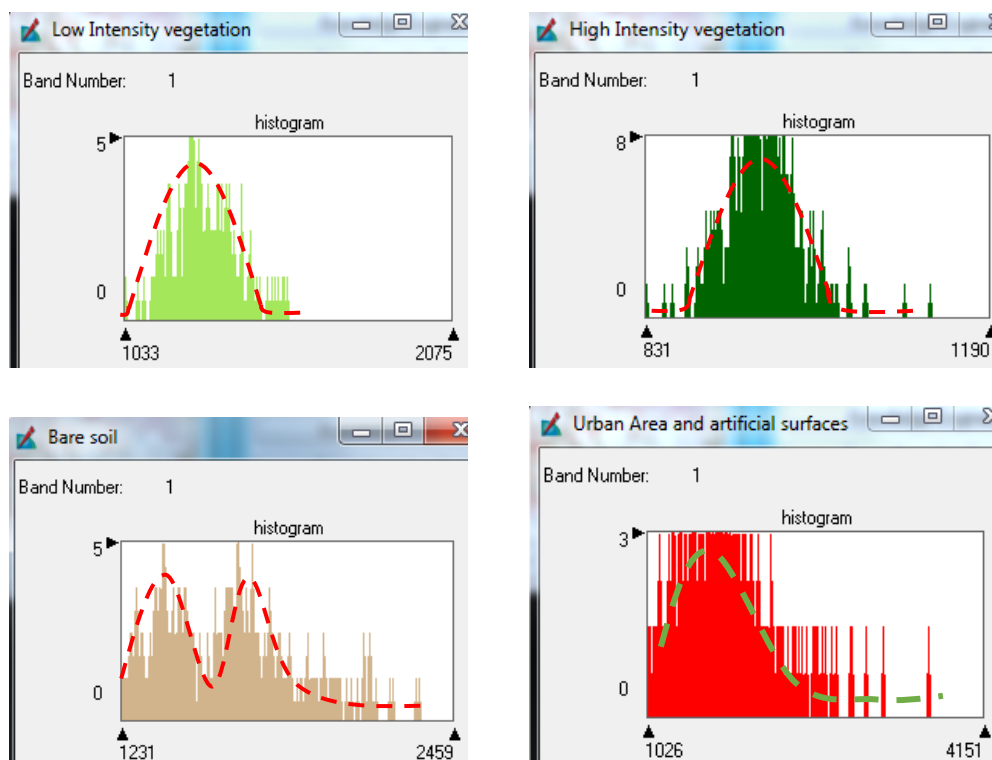 Low Intensity vegetation
Band Number: 1
histogram
5
0
1033 2075
High Intensity vegetation
Band Number: 1
histogram
8
0
831 1190
Bare soil
Band Number: 1
histogram
5
0
1231 2459
Urban Area and artificial surfaces
Band Number: 1
histogram
3
0
1026 4151